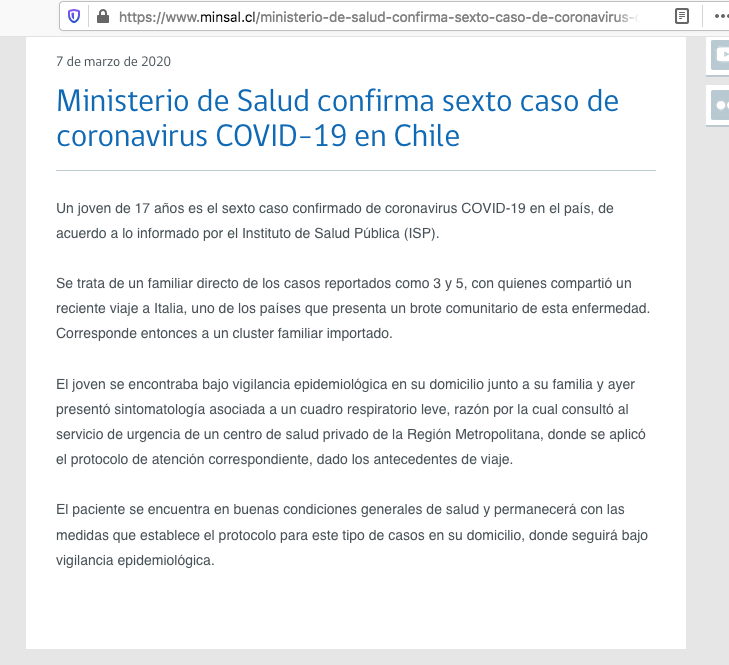 https://www.minsal.cl/ministerio-de-salud-confirma-sexto-caso-de-coronavirus-
7 de marzo de 2020
Ministerio de Salud confirma sexto caso de
coronavirus COVID-19 en Chile
Un joven de 17 años es el sexto caso confirmado de coronavirus COVID-19 en el país, de
acuerdo a lo informado por el Instituto de Salud Pública (ISP).
Se trata de un familiar directo de los casos reportados como 3 y 5, con quienes compartió un
reciente viaje a Italia, uno de los países que presenta un brote comunitario de esta enfermedad.
Corresponde entonces a un cluster familiar importado.
El joven se encontraba bajo vigilancia epidemiológica en su domicilio junto a su familia y ayer
presentó sintomatología asociada a un cuadro respiratorio leve, razón por la cual consultó al
servicio de urgencia de un centro de salud privado de la Región Metropolitana, donde se aplicó
el protocolo de atención correspondiente, dado los antecedentes de viaje.
El paciente se encuentra en buenas condiciones generales de salud y permanecerá con las
medidas que establece el protocolo para este tipo de casos en su domicilio, donde seguirá bajo
vigilancia epidemiológica.